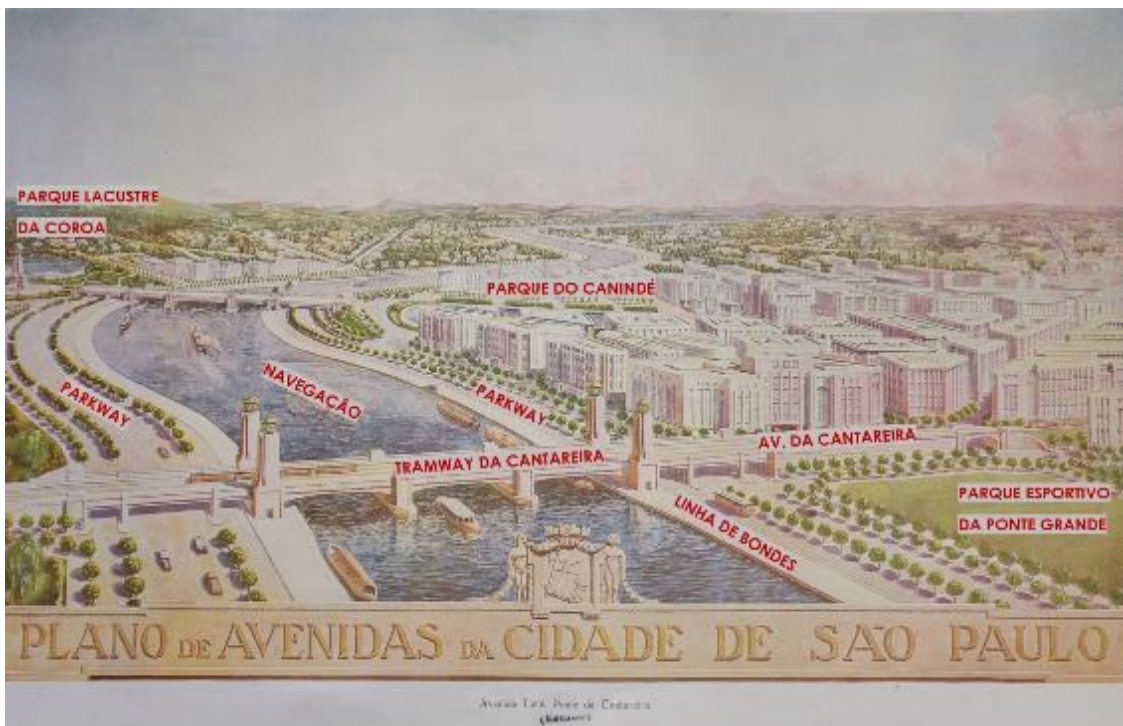 PARQUE LACUSTRE
DA COROA
PARQUE DO CANINDÉ
NAVEGAÇÃO
PARKWAY
PARKWAY
AV. DA CANTAREIRA
TRAMWAY DA CANTAREIRA
PARQUE ESPORTIVO
DA PONTE GRANDE
LINHA DE BONDES
PLANO DE AVENIDAS DA CIDADE DE SAO PAULO
Avenida Tietê Ponte da Cantareira